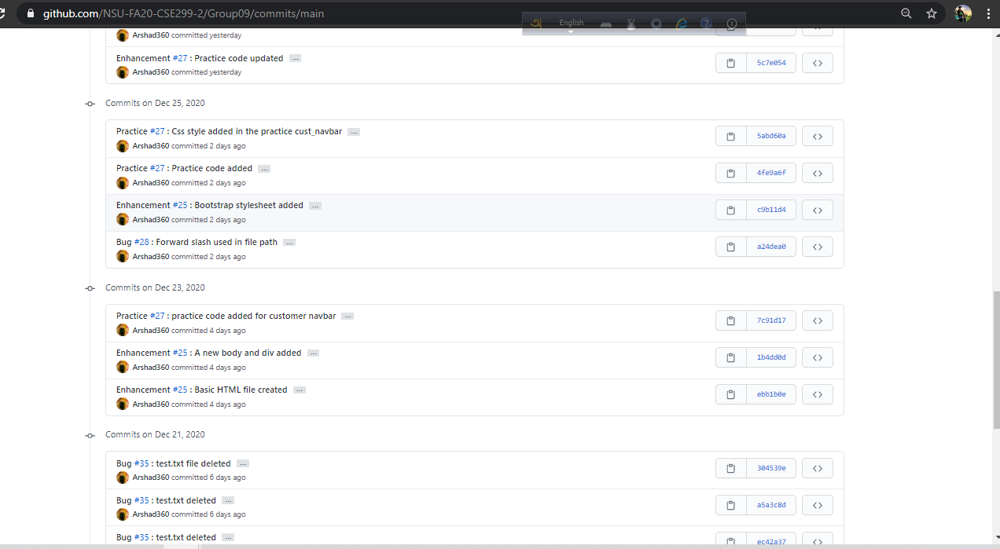 github.com/NSU-FA20-CSE299-2/Group09/commits/main
English
Arshad360 committed yesterday
Enhancement #27 : Practice code updated ...
5c7e054
Arshad360 committed yesterday
Commits on Dec 25, 2020
Practice #27 : Css style added in the practice cust_navbar ...
5abd60a
Arshad360 committed 2 days ago
Practice #27 : Practice code added ...
4fe9a6f
Arshad360 committed 2 days ago
Enhancement #25 : Bootstrap stylesheet added ...
c9b11d4
Arshad360 committed 2 days ago
Bug #28 : Forward slash used in file path ...
a24dea0
Arshad360 committed 2 days ago
Commits on Dec 23, 2020
Practice #27 : practice code added for customer navbar ...
7c91d17
Arshad360 committed 4 days ago
Enhancement #25 : A new body and div added ...
1b4dd0d
Arshad360 committed 4 days ago
Enhancement #25 : Basic HTML file created ...
ebb1b0e
Arshad360 committed 4 days ago
Commits on Dec 21, 2020
Bug #35 : test.txt file deleted ...
304539e
Arshad360 committed 6 days ago
Bug #35 : test.txt deleted ...
a5a3c8d
Arshad360 committed 6 days ago
Bug #35 : test.txt deleted ...
ec42a37